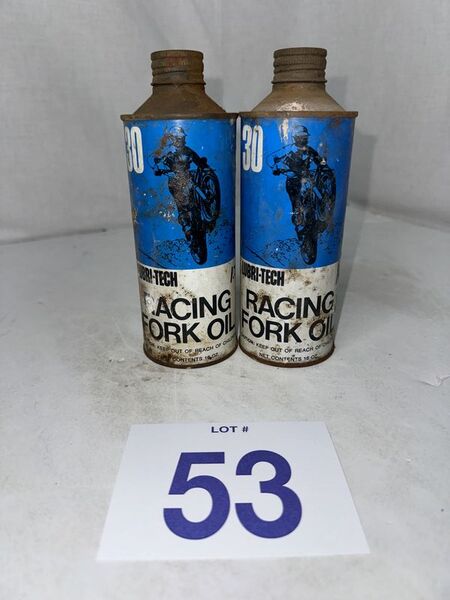 30
LUBRI-TECH
RACING
FORK OIL
KEEP OUT OF REACH OF
CONTENTS 16 OZ.
30
LUBRI-TECH
RACING
FORK OIL
KEEP OUT OF REACH OF
NET CONTENTS 16 OZ.
LOT #
53